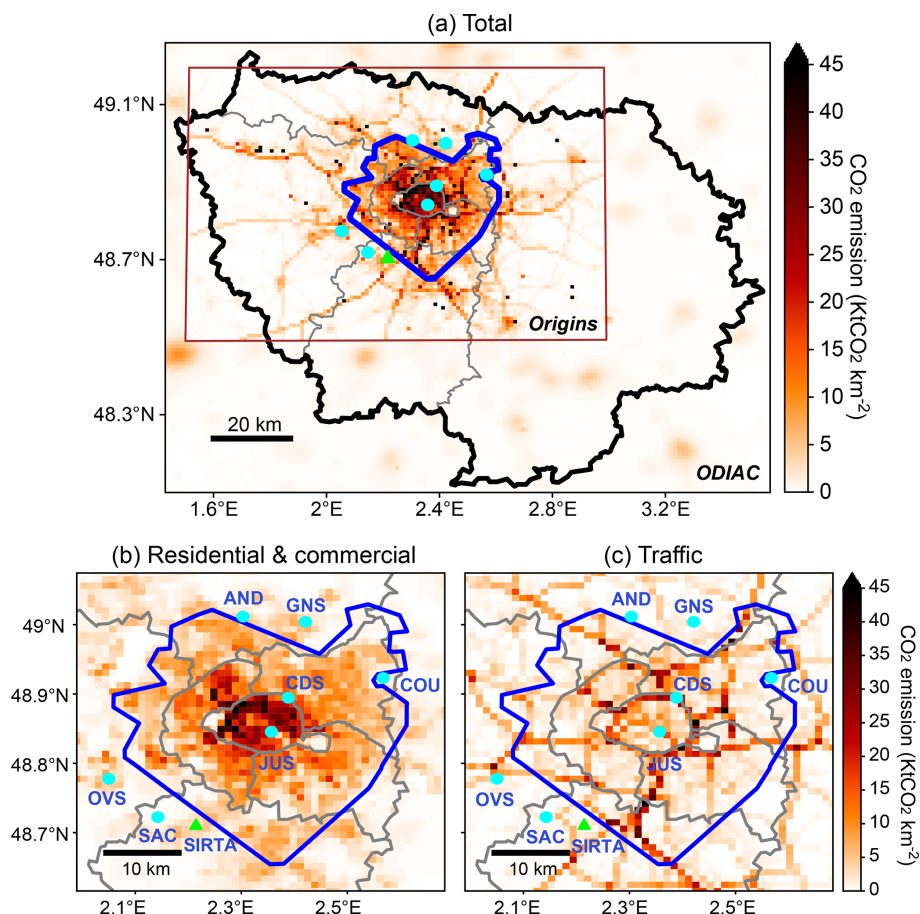 (a) Total
49.1°N
48.7°N
48.3°N
Origins
20 km
ODIAC
1.6°E 2°E 2.4°E 2.8°E 3.2°E
45
40
35
30
25
20
15
10
5
0
CO2 emission (KtCO2 km-2)
(b) Residential & commercial
49°N
48.9°N
48.8°N
48.7°N
AND
GNS
CDS
COU
JUS
OVS
SAC
SIRTA
10 km
2.1°E 2.3°E 2.5°E
(c) Traffic
AND
GNS
CDS
COU
JUS
OVS
SAC
SIRTA
10 km
2.1°E 2.3°E 2.5°E
45
40
35
30
25
20
15
10
5
0
CO2 emission (KtCO2 km-2)